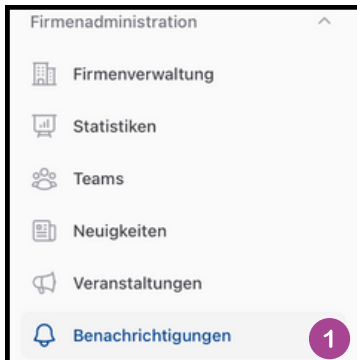 Firmenadministration
Firmenverwaltung
Statistiken
Teams
Neuigkeiten
Veranstaltungen
Benachrichtigungen 1